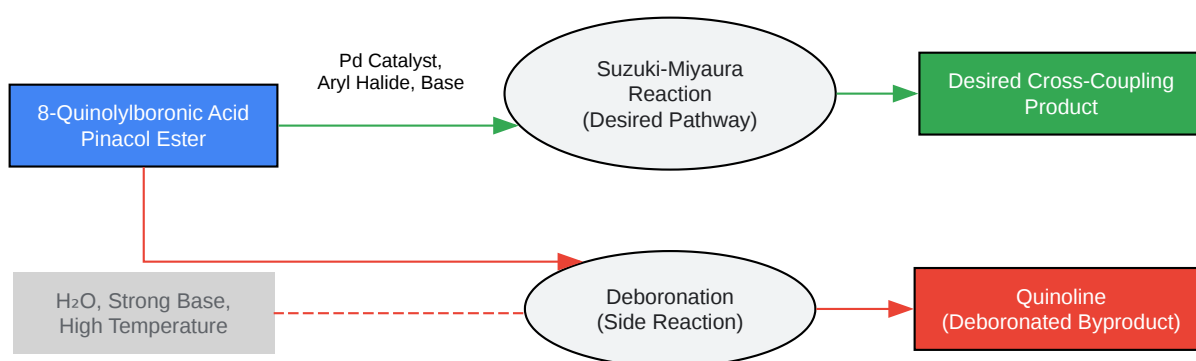 Pd Catalyst,
Aryl Halide, Base
8-Quinolylboronic Acid
Pinacol Ester
Suzuki-Miyaura
Reaction
(Desired Pathway)
Desired Cross-Coupling
Product
H₂O, Strong Base,
High Temperature
Deboronation
(Side Reaction)
Quinoline
(Deboronated Byproduct)